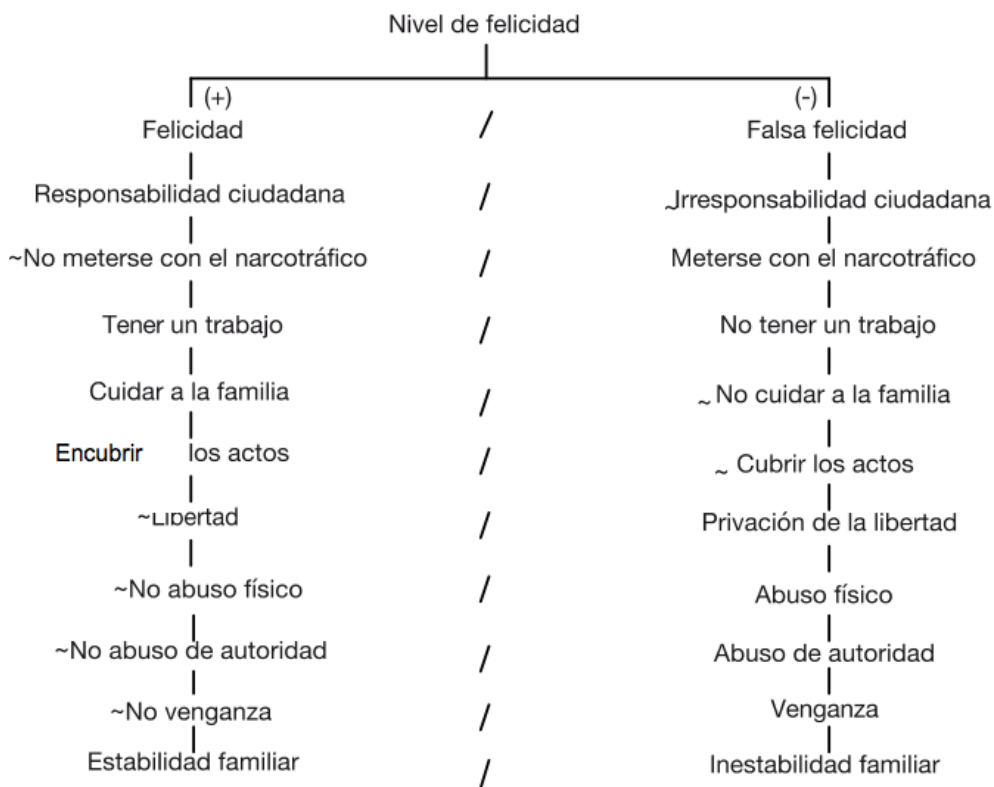 Nivel de felicidad
(+) (-)
Felicidad / Falsa felicidad
Responsabilidad ciudadana / ~Irresponsabilidad ciudadana
~No meterse con el narcotráfico / Meterse con el narcotráfico
Tener un trabajo / No tener un trabajo
Cuidar a la familia / ~ No cuidar a la familia
Encubrir los actos / ~ Cubrir los actos
~Libertad / Privación de la libertad
~No abuso físico / Abuso físico
~No abuso de autoridad / Abuso de autoridad
~No venganza / Venganza
Estabilidad familiar / Inestabilidad familiar